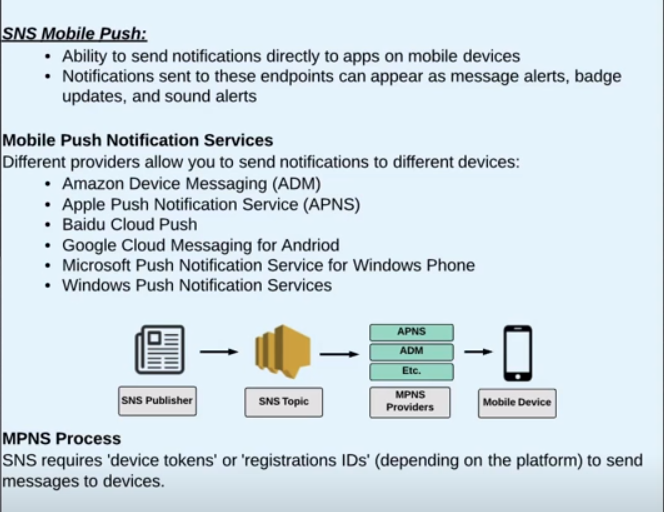 SNS Mobile Push:
• Ability to send notifications directly to apps on mobile devices
• Notifications sent to these endpoints can appear as message alerts, badge
updates, and sound alerts
Mobile Push Notification Services
Different providers allow you to send notifications to different devices:
• Amazon Device Messaging (ADM)
• Apple Push Notification Service (APNS)
• Baidu Cloud Push
• Google Cloud Messaging for Andriod
• Microsoft Push Notification Service for Windows Phone
• Windows Push Notification Services
APNS
ADM
Etc.
SNS Publisher
SNS Topic
MPNS
Providers
Mobile Device
MPNS Process
SNS requires 'device tokens' or 'registrations IDs' (depending on the platform) to send
messages to devices.